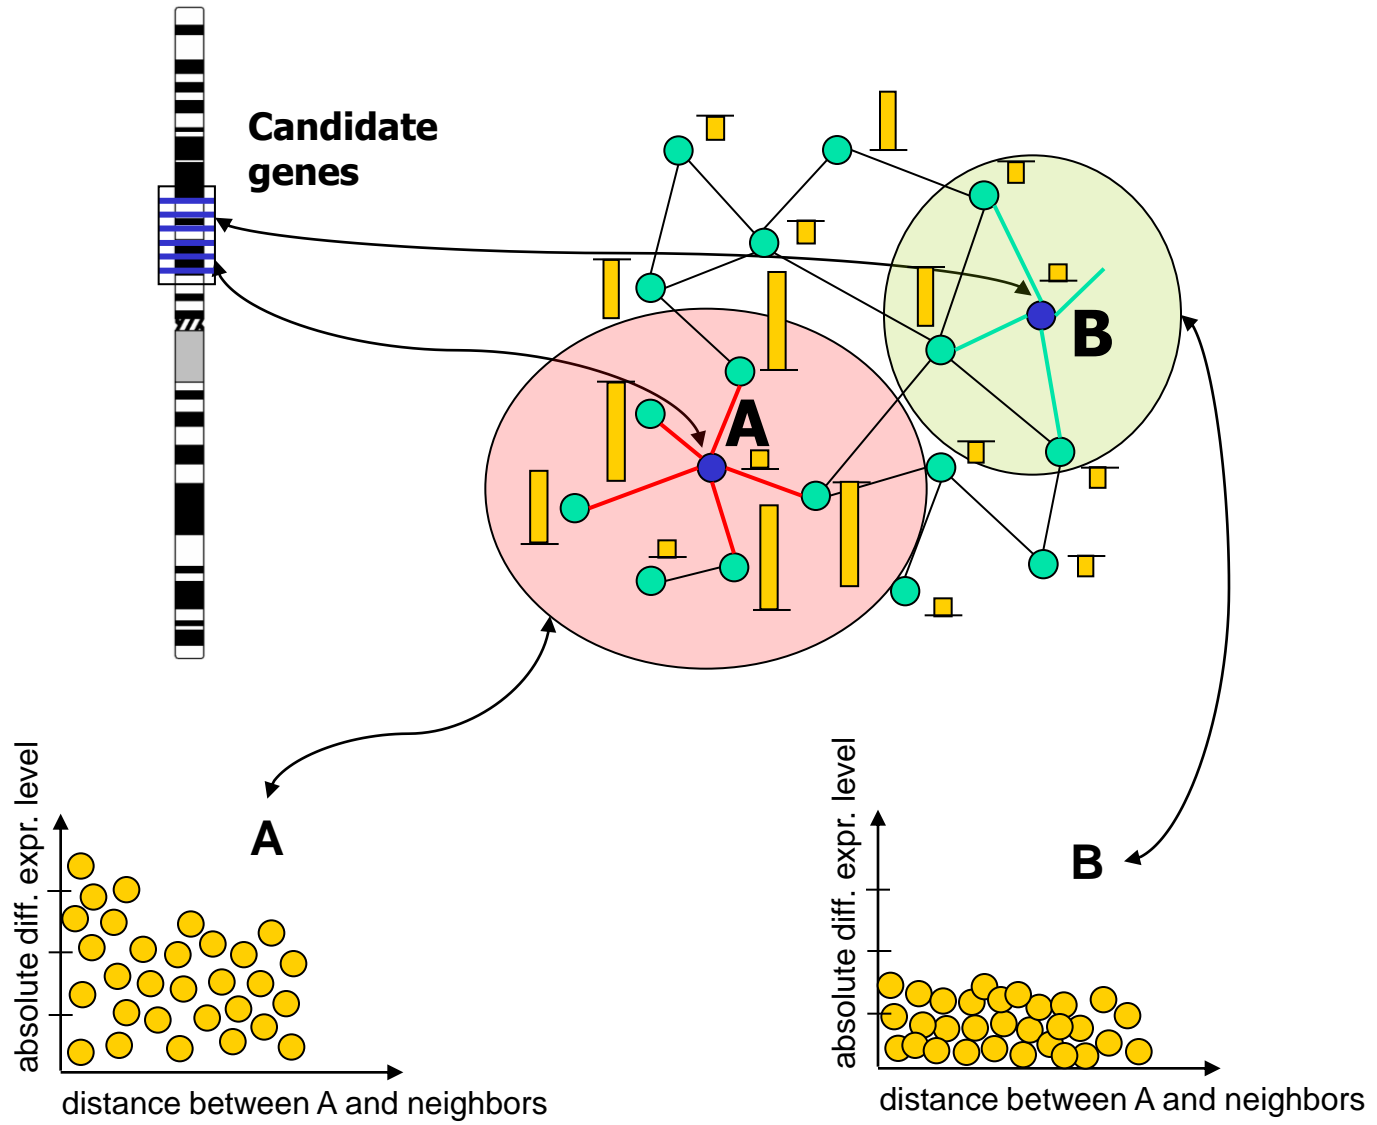 Candidate
genes
B
A
absolute diff. expr. level
A
distance between A and neighbors
absolute diff. expr. level
B
distance between A and neighbors